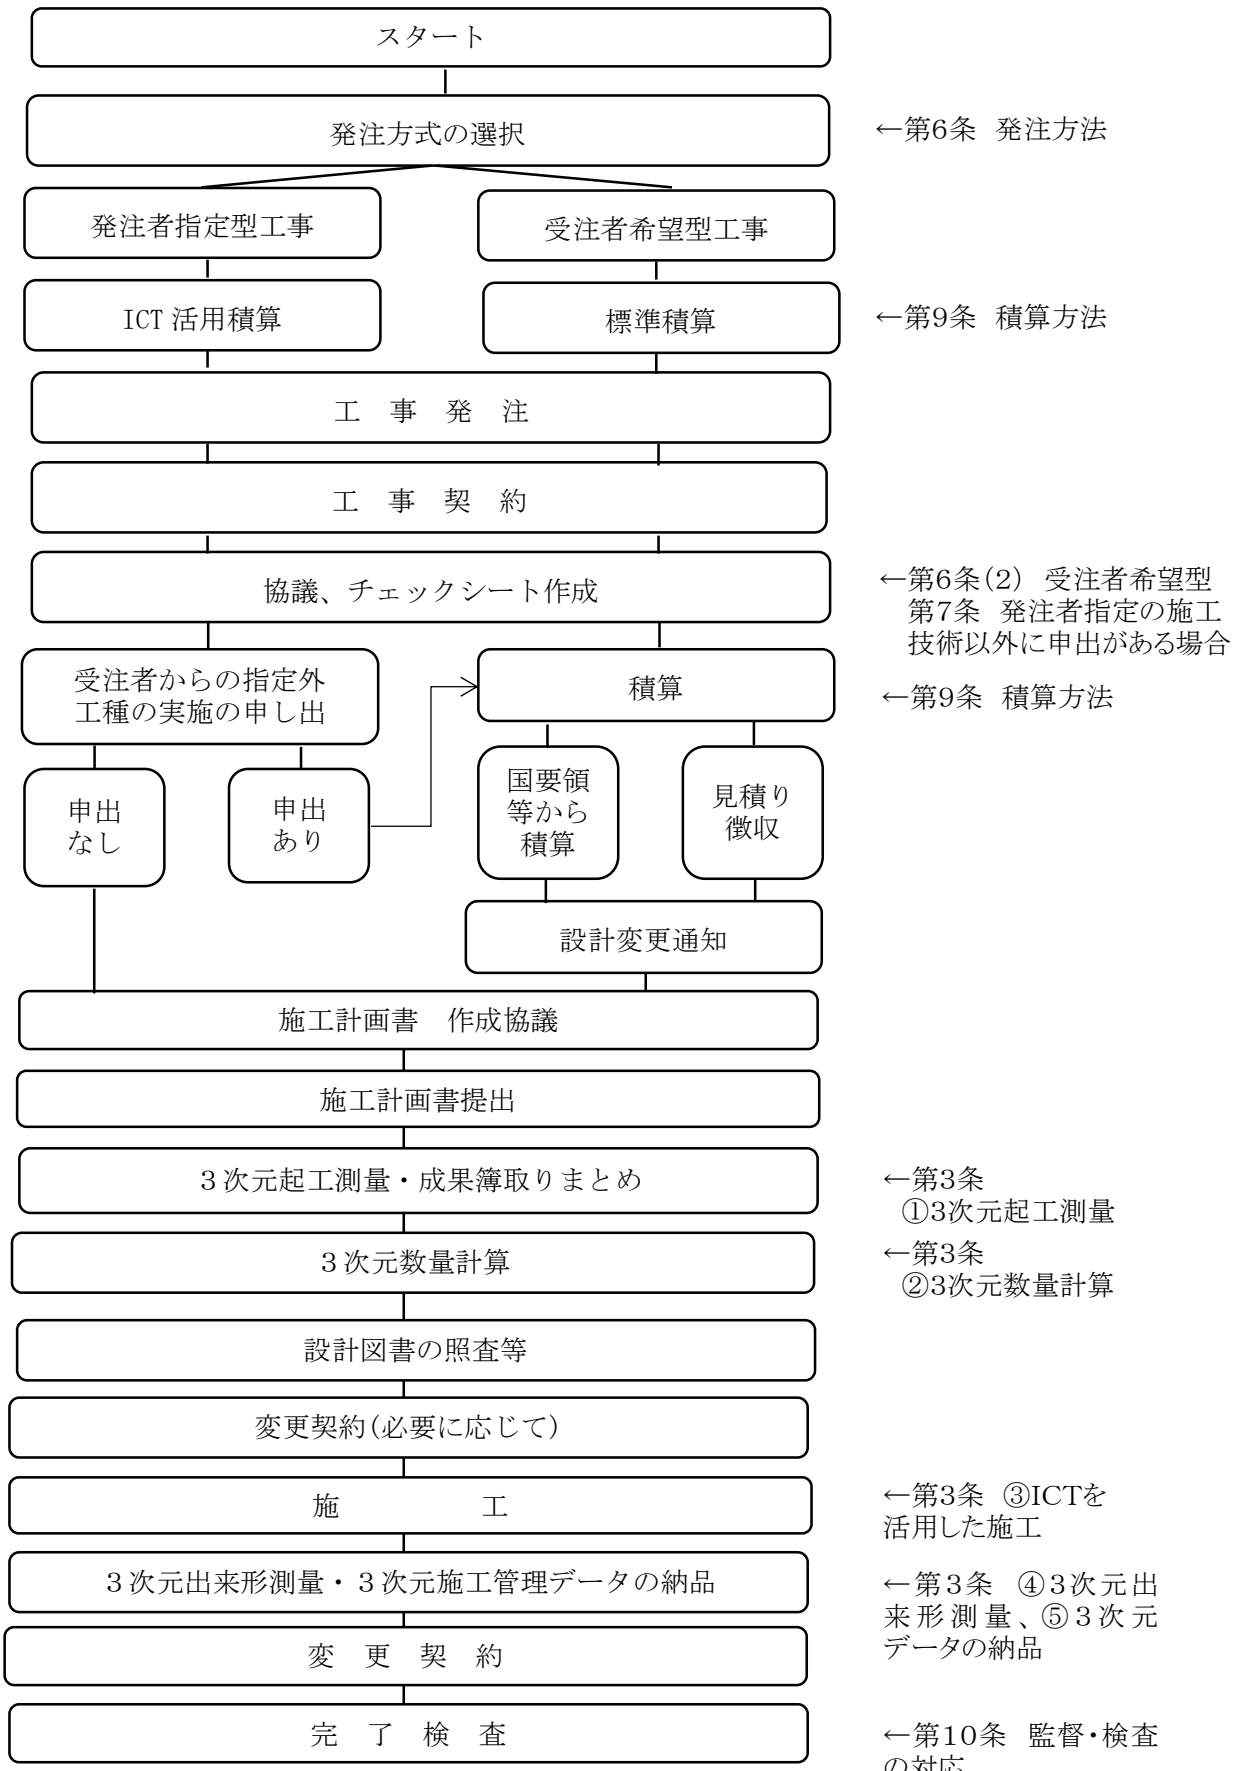 スタート
発注方式の選択
←第6条 発注方法
発注者指定型工事
受注者希望型工事
ICT 活用積算
標準積算
←第9条 積算方法
工 事 発 注
工 事 契 約
協議、チェックシート作成
←第6条(2) 受注者希望型
第7条 発注者指定の施工
技術以外に申出がある場合
受注者からの指定外
工種の実施の申し出
積算
←第9条 積算方法
申出
なし
申出
あり
国要領
等から
積算
見積り
徴収
設計変更通知
施工計画書 作成協議
施工計画書提出
3次元起工測量・成果簿取りまとめ
←第3条
①3次元起工測量
3次元数量計算
←第3条
②3次元数量計算
設計図書の照査等
変更契約(必要に応じて)
施 工
←第3条 ③ICTを
活用した施工
3次元出来形測量・3次元施工管理データの納品
←第3条 ④3次元出
来形測量、⑤3次元
データの納品
変 更 契 約
完 了 検 査
←第10条 監督・検査
の対応